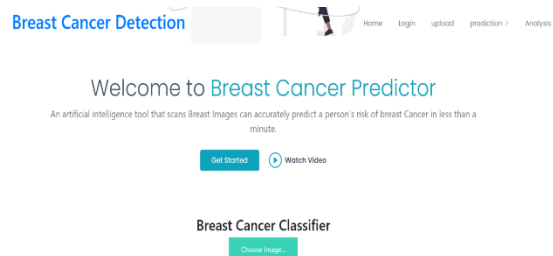 Breast Cancer Detection
Home Login upload prediction > Analysis
Welcome to Breast Cancer Predictor
An artificial intelligence tool that scans Breast Images can accurately predict a person's risk of breast Cancer in less than a
minute.
Get Started Watch Video
Breast Cancer Classifier
Choose Image...